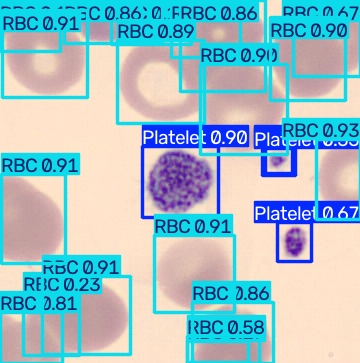 RBC 0.86
RBC 0.67
RBC 0.91
RBC 0.89
RBC 0.90
RBC 0.90
Platelet 0.90
RBC 0.93
RBC 0.91
Platelet 0.67
RBC 0.91
RBC 0.91
RBC 0.23
RBC 0.86
RBC 0.81
RBC 0.58